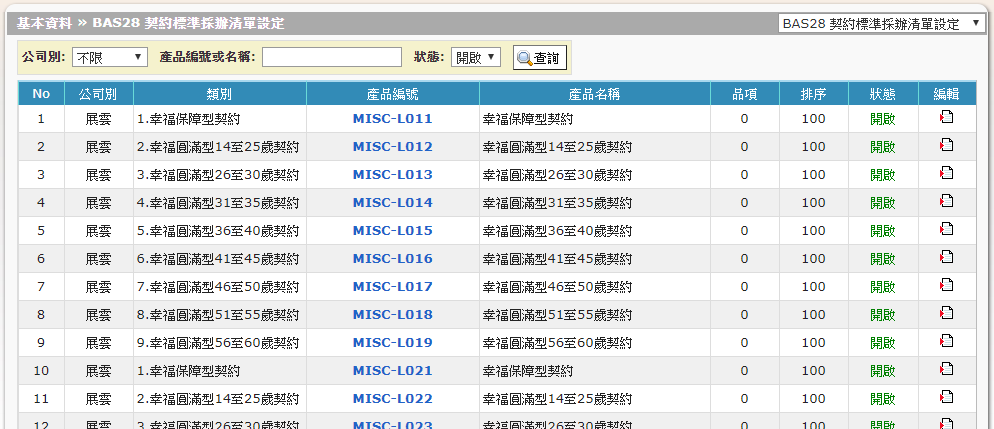 基本資料 » BAS28 契約標準採辦清單設定 BAS28 契約標準採辦清單設定
公司別: 不限 產品編號或名稱: 狀態: 開啟 查詢
No 公司別 類別 產品編號 產品名稱 品項 排序 狀態 編輯
1 展雲 1.幸福保障型契約 MISC-L011 幸福保障型契約 0 100 開啟
2 展雲 2.幸福圓滿型14至25歲契約 MISC-L012 幸福圓滿型14至25歲契約 0 100 開啟
3 展雲 3.幸福圓滿型26至30歲契約 MISC-L013 幸福圓滿型26至30歲契約 0 100 開啟
4 展雲 4.幸福圓滿型31至35歲契約 MISC-L014 幸福圓滿型31至35歲契約 0 100 開啟
5 展雲 5.幸福圓滿型36至40歲契約 MISC-L015 幸福圓滿型36至40歲契約 0 100 開啟
6 展雲 6.幸福圓滿型41至45歲契約 MISC-L016 幸福圓滿型41至45歲契約 0 100 開啟
7 展雲 7.幸福圓滿型46至50歲契約 MISC-L017 幸福圓滿型46至50歲契約 0 100 開啟
8 展雲 8.幸福圓滿型51至55歲契約 MISC-L018 幸福圓滿型51至55歲契約 0 100 開啟
9 展雲 9.幸福圓滿型56至60歲契約 MISC-L019 幸福圓滿型56至60歲契約 0 100 開啟
10 展雲 1.幸福保障型契約 MISC-L021 幸福保障型契約 0 100 開啟
11 展雲 2.幸福圓滿型14至25歲契約 MISC-L022 幸福圓滿型14至25歲契約 0 100 開啟
12 展雲 3.幸福圓滿型26至30歲契約 MISC-L023 幸福圓滿型26至30歲契約 0 100 開啟